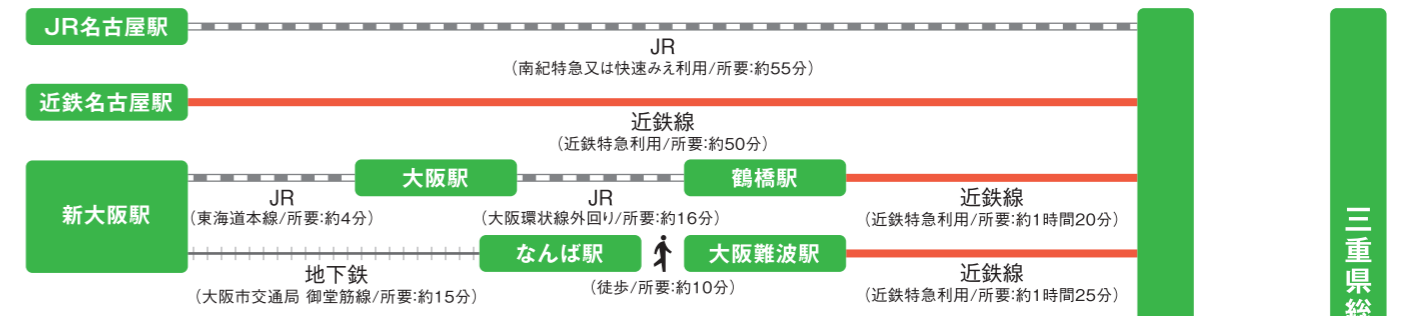 JR名古屋駅
JR
（南紀特急又は快速みえ利用/所要:約55分）
近鉄名古屋駅
近鉄線
（近鉄特急利用/所要:約50分）
新大阪駅
大阪駅
鶴橋駅
JR
（東海道本線/所要:約4分）
JR
（大阪環状線外回り/所要:約16分）
近鉄線
（近鉄特急利用/所要:約1時間20分）
なんば駅
大阪難波駅
地下鉄
（大阪市交通局 御堂筋線/所要:約15分）
（徒歩/所要:約10分）
近鉄線
（近鉄特急利用/所要:約1時間25分）
三重県総